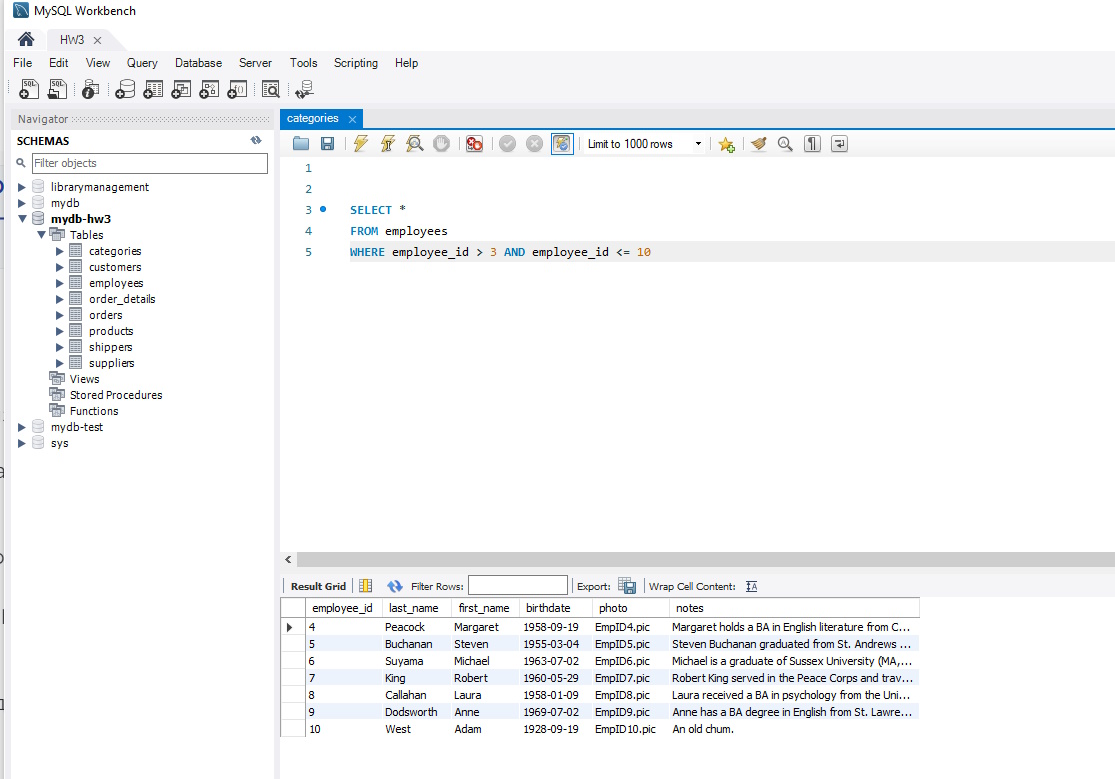 MySQL Workbench
HW3
File Edit View Query Database Server Tools Scripting Help
Navigator
SCHEMAS
Filter objects
librarymanagement
mydb
mydb-hw3
Tables
categories
customers
employees
order_details
orders
products
shippers
suppliers
Views
Stored Procedures
Functions
mydb-test
sys
categories
Limit to 1000 rows
1
2
3 SELECT *
4 FROM employees
5 WHERE employee_id > 3 AND employee_id <= 10
Result Grid Filter Rows: Export: Wrap Cell Content:
employee_id last_name first_name birthdate photo notes
4 Peacock Margaret 1958-09-19 EmpID4.pic Margaret holds a BA in English literature from C...
5 Buchanan Steven 1955-03-04 EmpID5.pic Steven Buchanan graduated from St. Andrews ...
6 Suyama Michael 1963-07-02 EmpID6.pic Michael is a graduate of Sussex University (MA,...
7 King Robert 1960-05-29 EmpID7.pic Robert King served in the Peace Corps and trav...
8 Callahan Laura 1958-01-09 EmpID8.pic Laura received a BA in psychology from the Uni...
9 Dodsworth Anne 1969-07-02 EmpID9.pic Anne has a BA degree in English from St. Lawre...
10 West Adam 1928-09-19 EmpID10.pic An old chum.